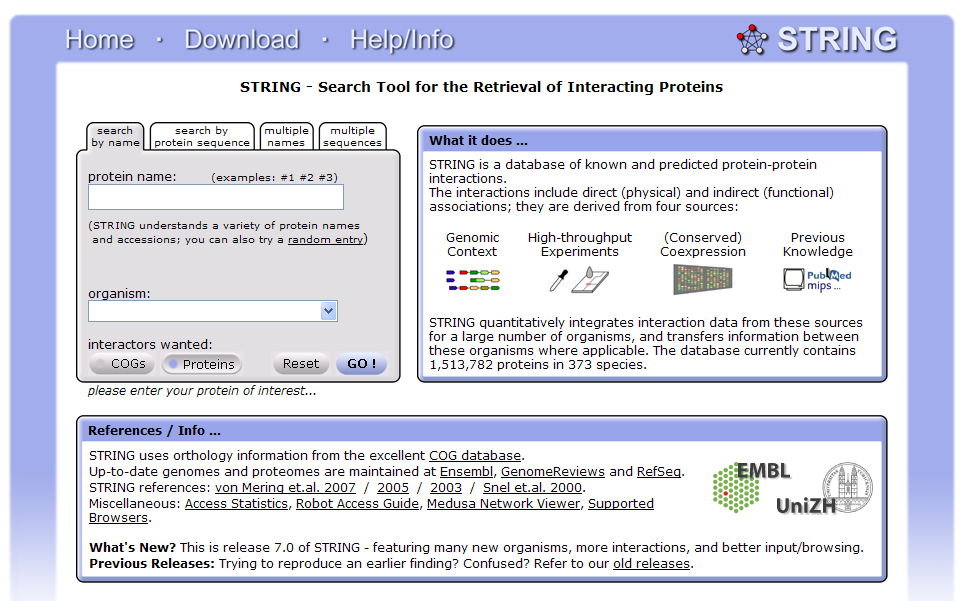 Home · Download · Help/Info
STRING
STRING - Search Tool for the Retrieval of Interacting Proteins
search by name
search by protein sequence
multiple names
multiple sequences
protein name: (examples: #1 #2 #3)
(STRING understands a variety of protein names
and accessions; you can also try a random entry)
organism:
interactors wanted:
COGs Proteins Reset GO !
please enter your protein of interest...
What it does ...
STRING is a database of known and predicted protein-protein
interactions.
The interactions include direct (physical) and indirect (functional)
associations; they are derived from four sources:
Genomic Context
High-throughput Experiments
(Conserved) Coexpression
Previous Knowledge
PubMed
mips ...
STRING quantitatively integrates interaction data from these sources
for a large number of organisms, and transfers information between
these organisms where applicable. The database currently contains
1,513,782 proteins in 373 species.
References / Info ...
STRING uses orthology information from the excellent COG database.
Up-to-date genomes and proteomes are maintained at Ensembl, GenomeReviews and RefSeq.
STRING references: von Mering et.al. 2007 / 2005 / 2003 / Snel et.al. 2000.
Miscellaneous: Access Statistics, Robot Access Guide, Medusa Network Viewer, Supported
Browsers.
EMBL
UniZH
What's New? This is release 7.0 of STRING - featuring many new organisms, more interactions, and better input/browsing.
Previous Releases: Trying to reproduce an earlier finding? Confused? Refer to our old releases.